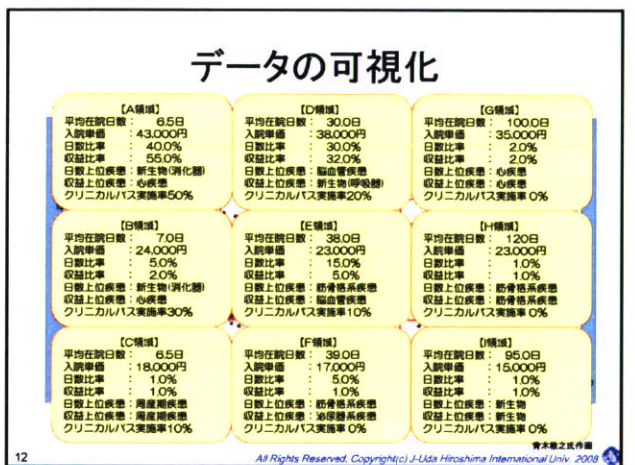 データの可視化
【A領域】
平均在院日数： 6.5日
入院単価 ：43,000円
日数比率 ： 40.0%
収益比率 ： 55.0%
日数上位疾患：新生物(消化器)
収益上位疾患：心疾患
クリニカルパス実施率50%
【D領域】
平均在院日数： 30.0日
入院単価 ：38,000円
日数比率 ： 30.0%
収益比率 ： 32.0%
日数上位疾患：脳血管疾患
収益上位疾患：新生物(呼吸器)
クリニカルパス実施率20%
【G領域】
平均在院日数： 100.0日
入院単価 ：35,000円
日数比率 ： 2.0%
収益比率 ： 2.0%
日数上位疾患：心疾患
収益上位疾患：心疾患
クリニカルパス実施率 0%
【B領域】
平均在院日数： 7.0日
入院単価 ：24,000円
日数比率 ： 5.0%
収益比率 ： 2.0%
日数上位疾患：新生物(消化器)
収益上位疾患：心疾患
クリニカルパス実施率30%
【E領域】
平均在院日数： 38.0日
入院単価 ：23,000円
日数比率 ： 15.0%
収益比率 ： 5.0%
日数上位疾患：筋骨格系疾患
収益上位疾患：脳血管疾患
クリニカルパス実施率10%
【H領域】
平均在院日数： 120日
入院単価 ：23,000円
日数比率 ： 1.0%
収益比率 ： 1.0%
日数上位疾患：筋骨格系疾患
収益上位疾患：筋骨格系疾患
クリニカルパス実施率 0%
【C領域】
平均在院日数： 6.5日
入院単価 ：18,000円
日数比率 ： 1.0%
収益比率 ： 1.0%
日数上位疾患：周産期疾患
収益上位疾患：周産期疾患
クリニカルパス実施率10%
【F領域】
平均在院日数： 39.0日
入院単価 ：17,000円
日数比率 ： 5.0%
収益比率 ： 1.0%
日数上位疾患：筋骨格系疾患
収益上位疾患：泌尿器系疾患
クリニカルパス実施率 0%
【I領域】
平均在院日数： 95.0日
入院単価 ：15,000円
日数比率 ： 1.0%
収益比率 ： 1.0%
日数上位疾患：新生物
収益上位疾患：新生物
クリニカルパス実施率 0%
12
All Rights Reserved, Copyright(c) J-Uda Hiroshima International Univ. 2008